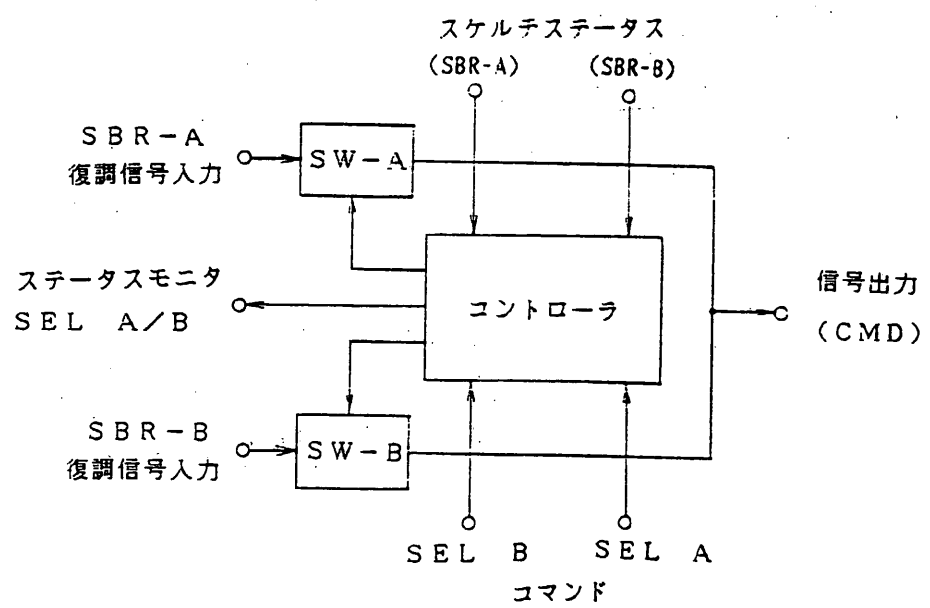 スケルチステータス
(SBR-A) (SBR-B)
SBR-A
復調信号入力
SW-A
ステータスモニタ
SEL A/B
コントローラ
信号出力
(CMD)
SBR-B
復調信号入力
SW-B
SEL B SEL A
コマンド